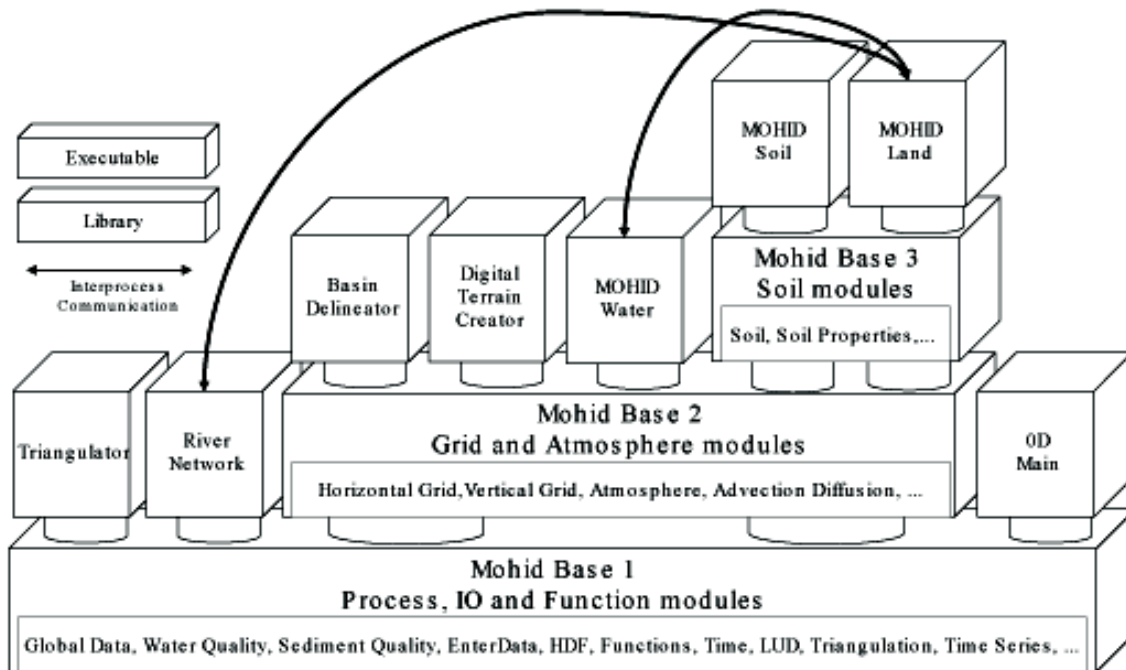 MOHID
Soil
MOHID
Land
Executable
Library
Interprocess
Communication
Basin
Delineator
Digital
Terrain
Creator
MOHID
Water
Mohid Base 3
Soil modules
Soil, Soil Properties,...
Triangulator
River
Network
Mohid Base 2
Grid and Atmosphere modules
Horizontal Grid,Vertical Grid, Atmosphere, Advection Diffusion, ...
0D
Main
Mohid Base 1
Process, IO and Function modules
Global Data, Water Quality, Sediment Quality, EnterData, HDF, Functions, Time, LUD, Triangulation, Time Series, ...